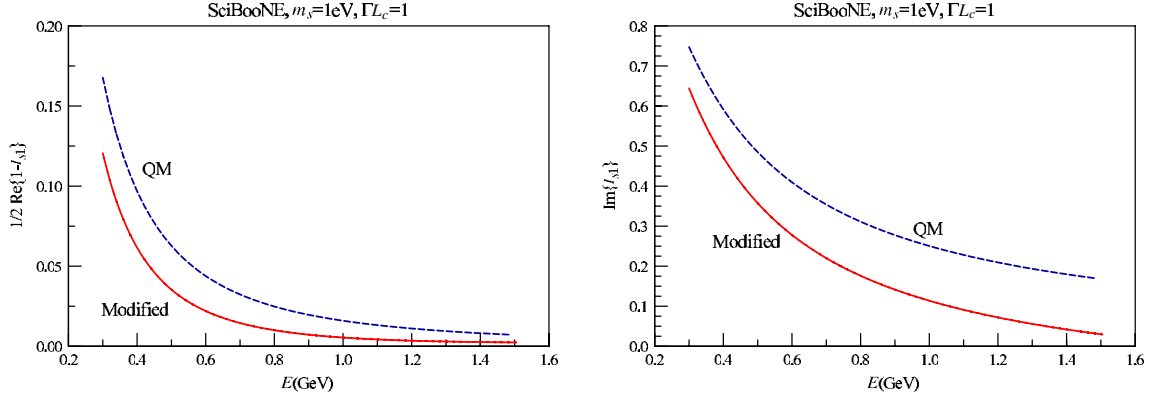 SciBooNE, mₛ=1eV, ΓL_c=1
0.20
0.15
0.10
0.05
0.00
1/2 Re{1-I_s1}
QM
Modified
0.2 0.4 0.6 0.8 1.0 1.2 1.4 1.6
E(GeV)
SciBooNE, mₛ=1eV, ΓL_c=1
0.8
0.7
0.6
0.5
0.4
0.3
0.2
0.1
0.0
Im{I_s1}
Modified
QM
0.2 0.4 0.6 0.8 1.0 1.2 1.4 1.6
E(GeV)